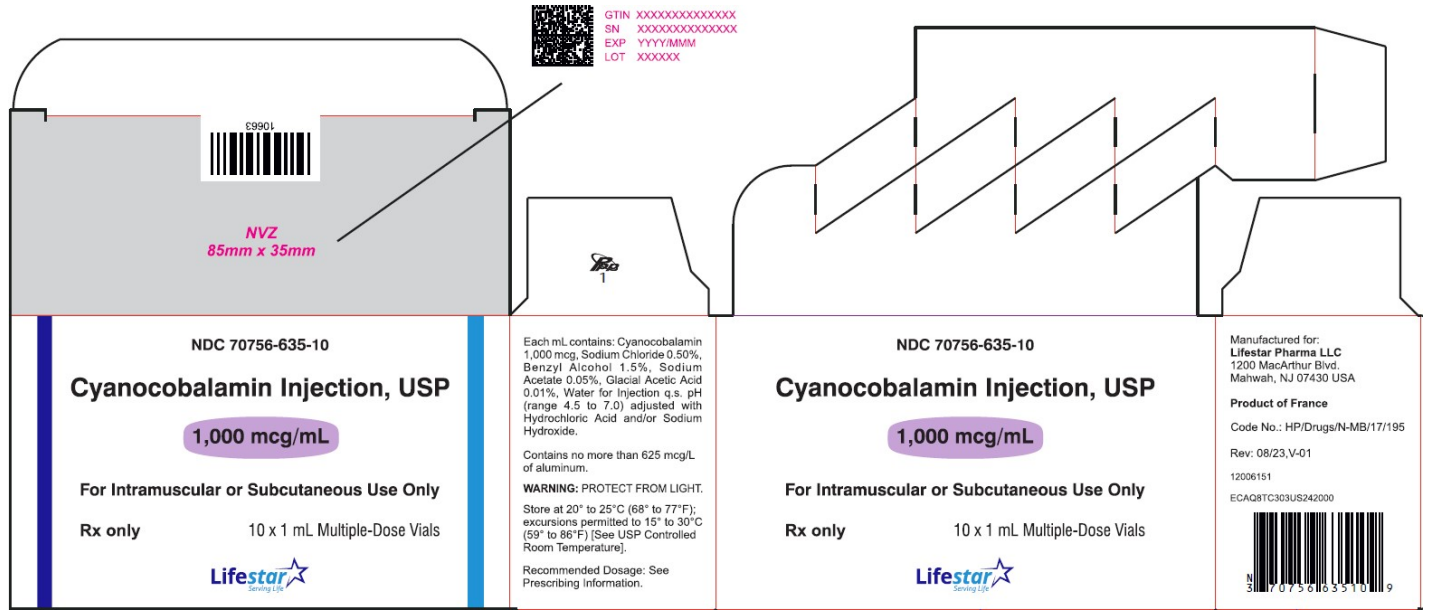 GTIN XXXXXXXXXXXXXX
SN XXXXXXXXXXXXXX
EXP YYYY/MMM
LOT XXXXXX
10663
NVZ
85mm x 35mm
NDC 70756-635-10
Cyanocobalamin Injection, USP
1,000 mcg/mL
For Intramuscular or Subcutaneous Use Only
Rx only
10 x 1 mL Multiple-Dose Vials
Lifestar
Serving Life
1
Each mL contains: Cyanocobalamin
1,000 mcg, Sodium Chloride 0.50%,
Benzyl Alcohol 1.5%, Sodium
Acetate 0.05%, Glacial Acetic Acid
0.01%, Water for Injection q.s. pH
(range 4.5 to 7.0) adjusted with
Hydrochloric Acid and/or Sodium
Hydroxide.
Contains no more than 625 mcg/L
of aluminum.
WARNING: PROTECT FROM LIGHT.
Store at 20° to 25°C (68° to 77°F);
excursions permitted to 15° to 30°C
(59° to 86°F) [See USP Controlled
Room Temperature].
Recommended Dosage: See
Prescribing Information.
NDC 70756-635-10
Cyanocobalamin Injection, USP
1,000 mcg/mL
For Intramuscular or Subcutaneous Use Only
Rx only
10 x 1 mL Multiple-Dose Vials
Lifestar
Serving Life
Manufactured for:
Lifestar Pharma LLC
1200 MacArthur Blvd.
Mahwah, NJ 07430 USA
Product of France
Code No.: HP/Drugs/N-MB/17/195
Rev: 08/23,V-01
12006151
ECAQ8TC303US242000
N
3 70756 63510 9